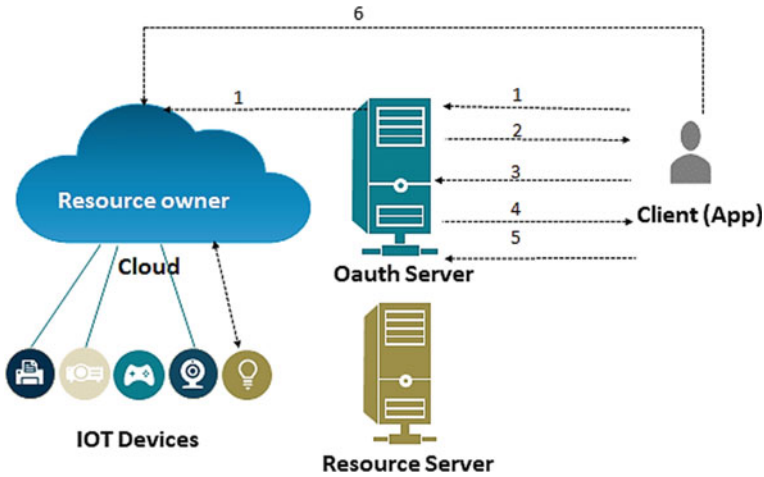 6
1
1
2
3
4
5
Resource owner
Cloud
Client (App)
Oauth Server
IOT Devices
Resource Server